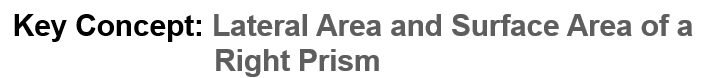 Key Concept: Lateral Area and Surface Area of a
Right Prism